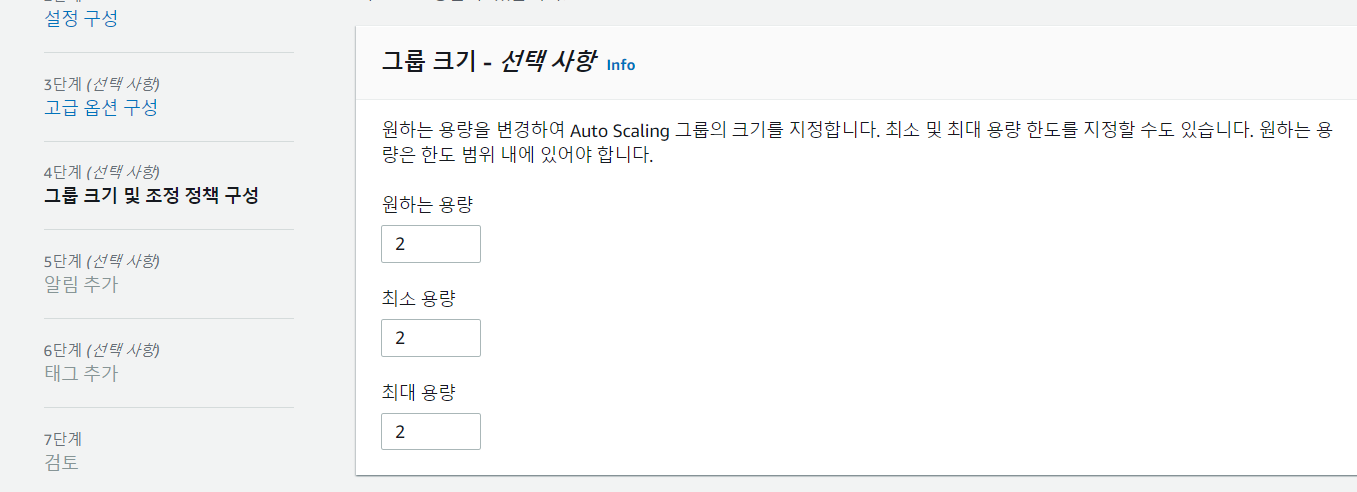 설정 구성
3단계 (선택 사항)
고급 옵션 구성
4단계 (선택 사항)
그룹 크기 및 조정 정책 구성
5단계 (선택 사항)
알림 추가
6단계 (선택 사항)
태그 추가
7단계
검토
그룹 크기 - 선택 사항 Info
원하는 용량을 변경하여 Auto Scaling 그룹의 크기를 지정합니다. 최소 및 최대 용량 한도를 지정할 수도 있습니다. 원하는 용
량은 한도 범위 내에 있어야 합니다.
원하는 용량
2
최소 용량
2
최대 용량
2